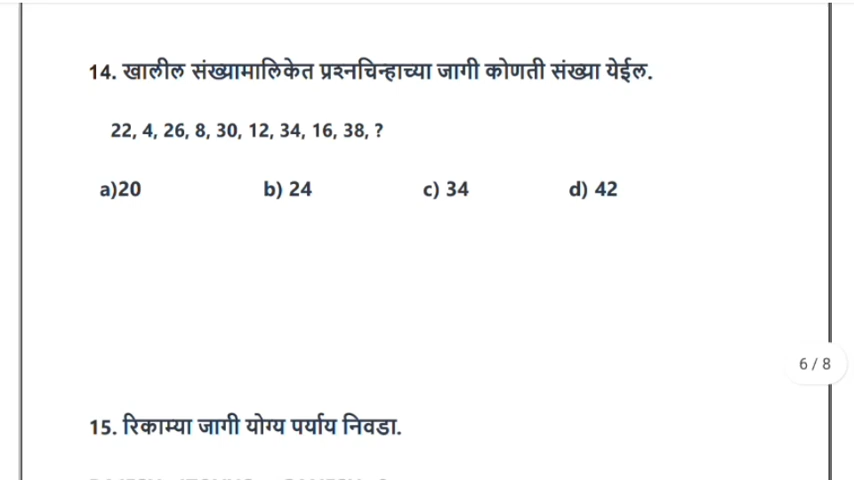 14. खालील संख्यामालिकेत प्रश्नचिन्हाच्या जागी कोणती संख्या येईल.
22, 4, 26, 8, 30, 12, 34, 16, 38, ?
a)20 b) 24 c) 34 d) 42
6 / 8
15. रिकाम्या जागी योग्य पर्याय निवडा.